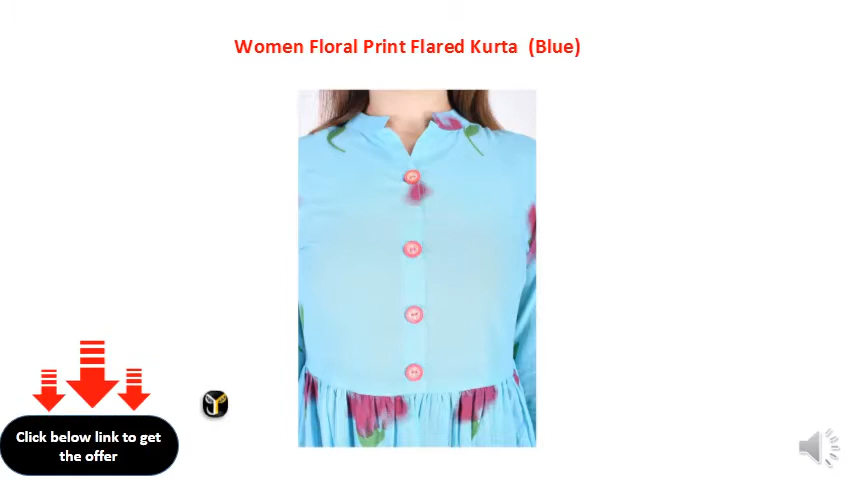 Women Floral Print Flared Kurta  (Blue)
Click below link to get
the offer